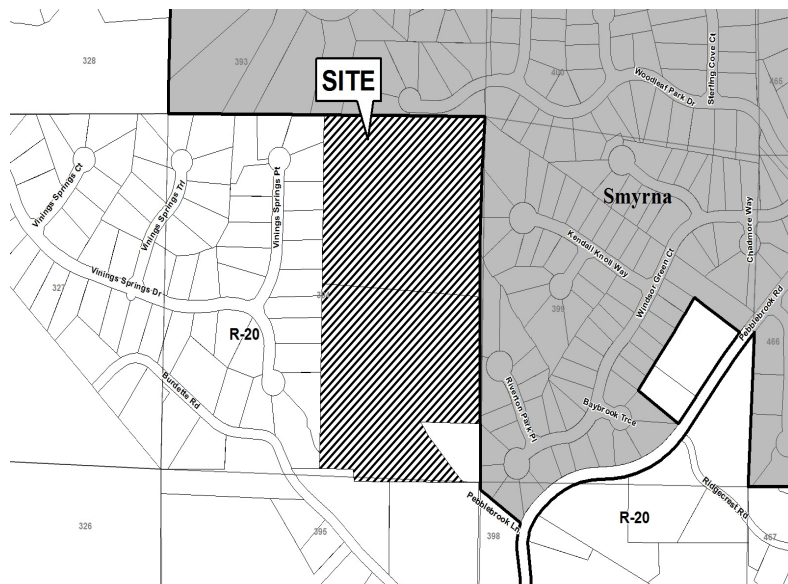 328
393
SITE
400
Woodleaf Park Dr
Sterling Cove Ct
465
Vinings Springs Ct
Vinings Springs Trl
Vinings Springs Pt
Smyrna
Kendall Knoll Way
Windsor Green Ct
Chadmore Way
Vinings Springs Dr
327
R-20
399
Pebblebrook Rd
466
Burdette Rd
Riverton Park Pl
Baybrook Trce
Pebblebrook Ln
Ridgecrest Rd
R-20
326
395
398
467